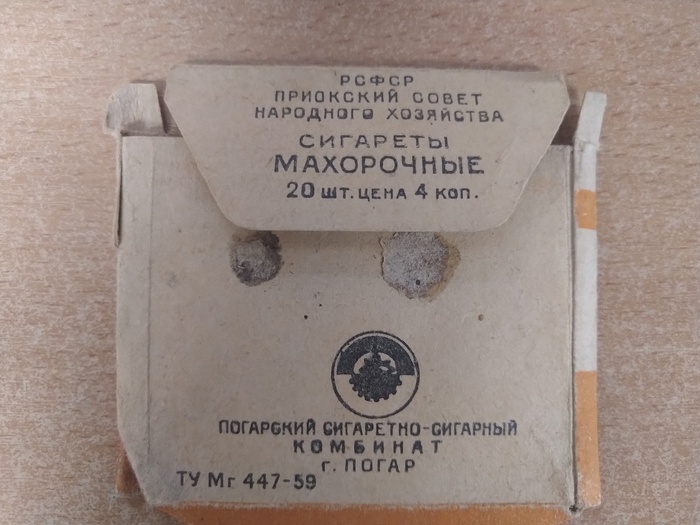 РСФСР
ПРИОКСКИЙ СОВЕТ
НАРОДНОГО ХОЗЯЙСТВА
СИГАРЕТЫ
МАХОРОЧНЫЕ
20 ШТ. ЦЕНА 4 КОП.
ПОГАРСКИЙ СИГАРЕТНО-СИГАРНЫЙ
КОМБИНАТ
г. ПОГАР
ТУ Мг 447-59